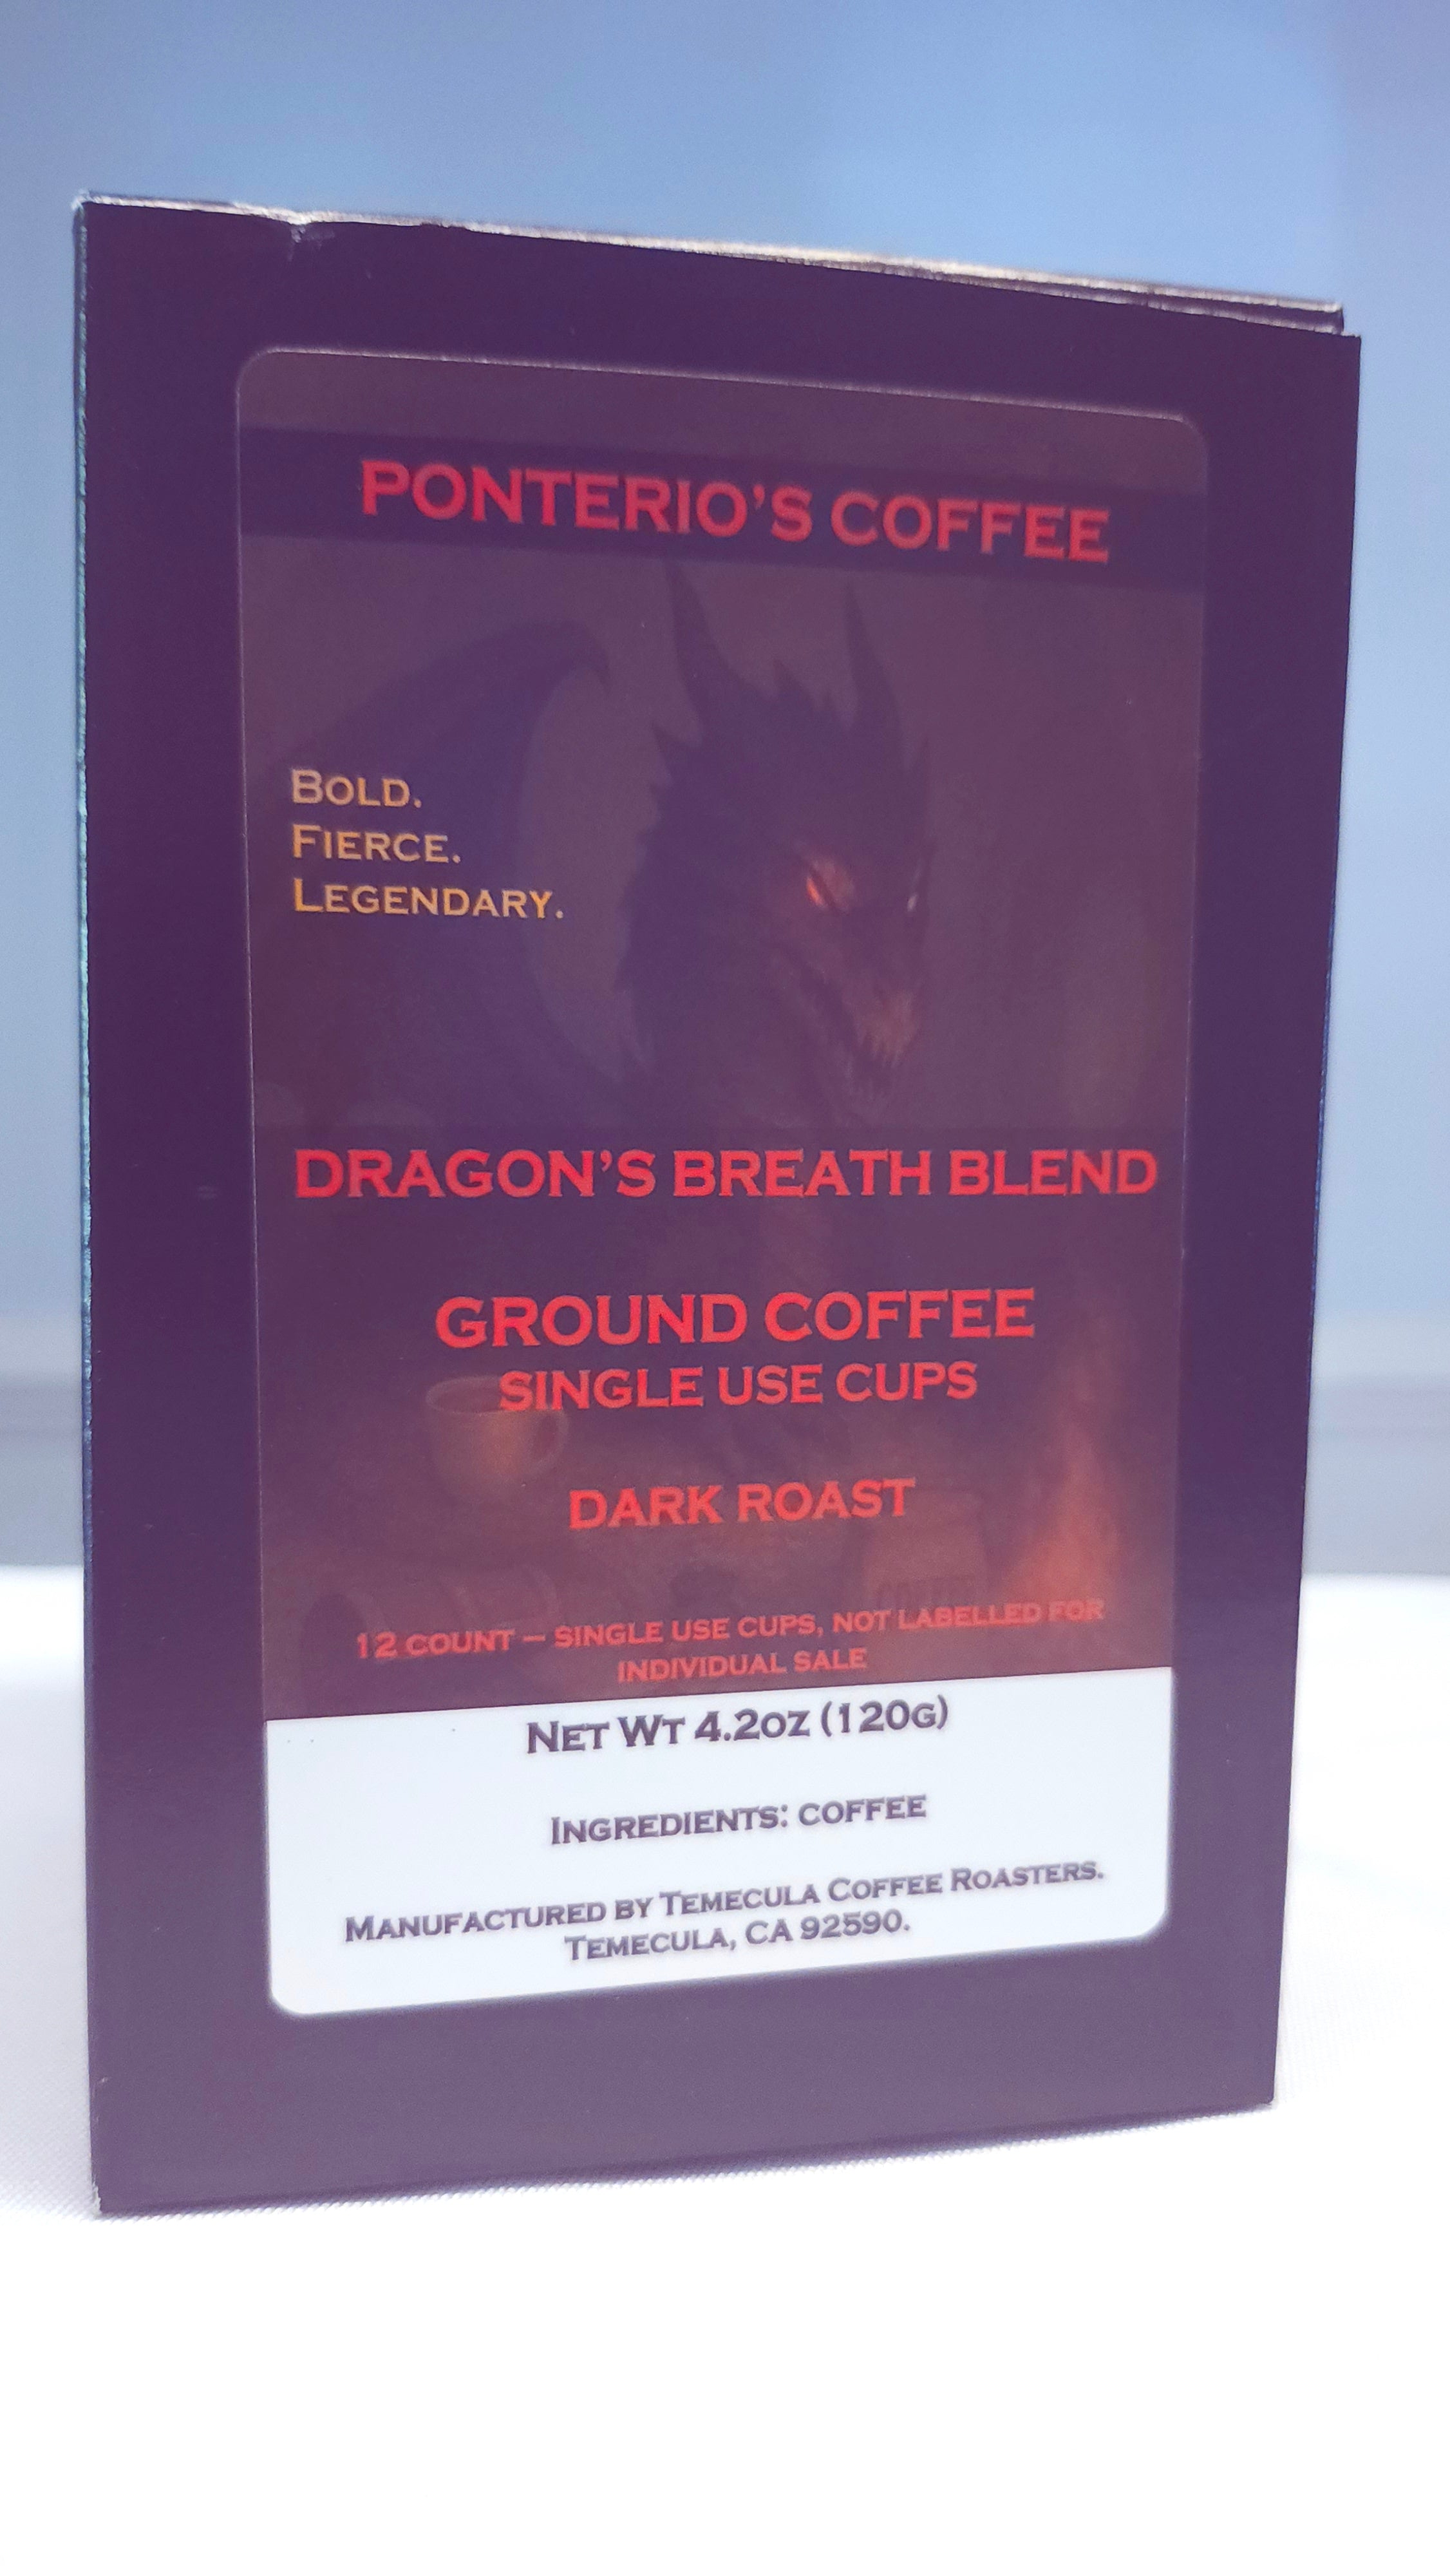 PONTERIO'S COFFEE
BOLD.
FIERCE.
LEGENDARY.
DRAGON'S BREATH BLEND
GROUND COFFEE
SINGLE USE CUPS
DARK ROAST
COFFEE
12 COUNT – SINGLE USE CUPS, NOT LABELLED FOR
INDIVIDUAL SALE
NET WT 4.2OZ (120G)
INGREDIENTS: COFFEE
MANUFACTURED BY TEMECULA COFFEE ROASTERS.
TEMECULA, CA 92590.